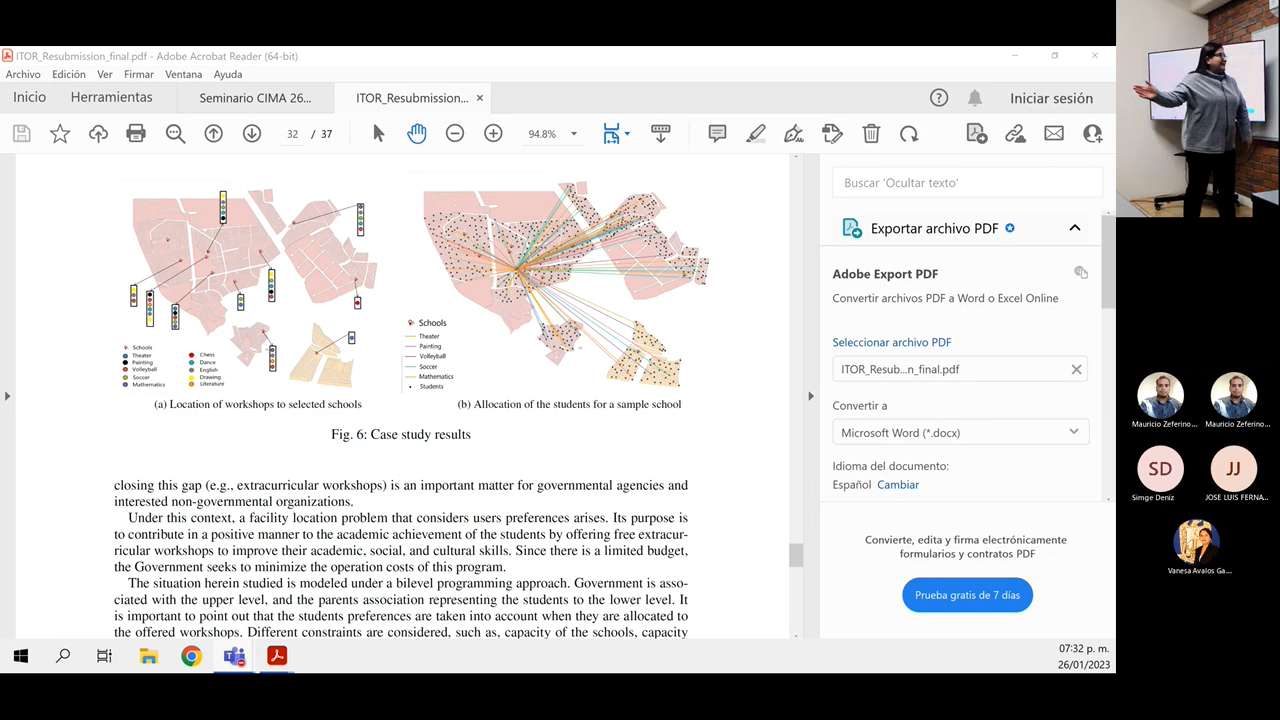 ITOR_Resubmission_final.pdf - Adobe Acrobat Reader (64-bit)
Archivo Edición Ver Firmar Ventana Ayuda
Inicio Herramientas Seminario CIMA 26... ITOR_Resubmission... Iniciar sesión
32 / 37 94.8%
Buscar 'Ocultar texto'
Exportar archivo PDF
Adobe Export PDF
Convertir archivos PDF a Word o Excel Online
Seleccionar archivo PDF
ITOR_Resub...n_final.pdf
Convertir a
Microsoft Word (*.docx)
Idioma del documento:
Español Cambiar
Convierte, edita y firma electrónicamente
formularios y contratos PDF
Prueba gratis de 7 días
Schools
Theater
Painting
Volleyball
Soccer
Mathematics
Chess
Dance
English
Drawing
Literature
Schools
Theater
Painting
Volleyball
Soccer
Mathematics
Students
(a) Location of workshops to selected schools
(b) Allocation of the students for a sample school
Fig. 6: Case study results
closing this gap (e.g., extracurricular workshops) is an important matter for governmental agencies and
interested non-governmental organizations.
Under this context, a facility location problem that considers users preferences arises. Its purpose is
to contribute in a positive manner to the academic achievement of the students by offering free extracur-
ricular workshops to improve their academic, social, and cultural skills. Since there is a limited budget,
the Government seeks to minimize the operation costs of this program.
The situation herein studied is modeled under a bilevel programming approach. Government is asso-
ciated with the upper level, and the parents association representing the students to the lower level. It
is important to point out that the students preferences are taken into account when they are allocated to
the offered workshops. Different constraints are considered, such as, capacity of the schools, capacity
07:32 p. m.
26/01/2023
Mauricio Zeferino... Mauricio Zeferino...
SD JJ
Simge Deniz JOSE LUIS FERNA...
Vanesa Avalos Ga...